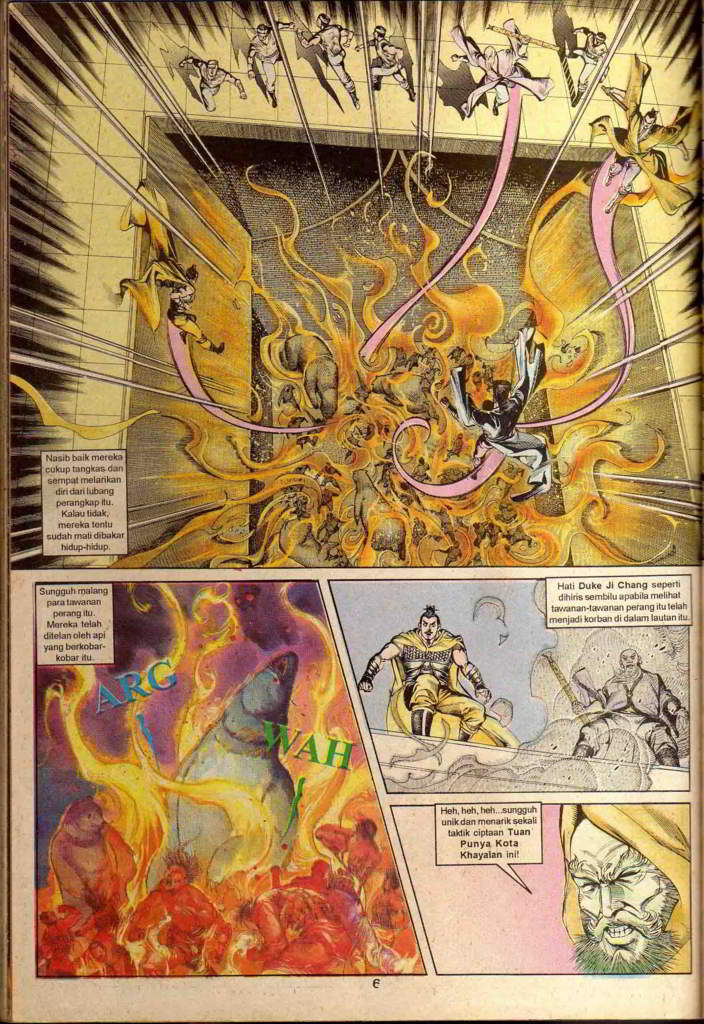 Nasib baik mereka
cukup tangkas dan
sempat melarikan
diri dari lubang
perangkap itu.
Kalau tidak,
mereka tentu
sudah mati dibakar
hidup-hidup.
Sungguh malang
para tawanan
perang itu.
Mereka telah
ditelan oleh api
yang berkobar-
kobar itu.
ARG
WAH
Hati Duke Ji Chang seperti
dihiris sembilu apabila melihat
tawanan-tawanan perang itu telah
menjadi korban di dalam lautan itu.
Heh, heh, heh...sungguh
unik dan menarik sekali
taktik ciptaan Tuan
Punya Kota
Khayalan ini!
6